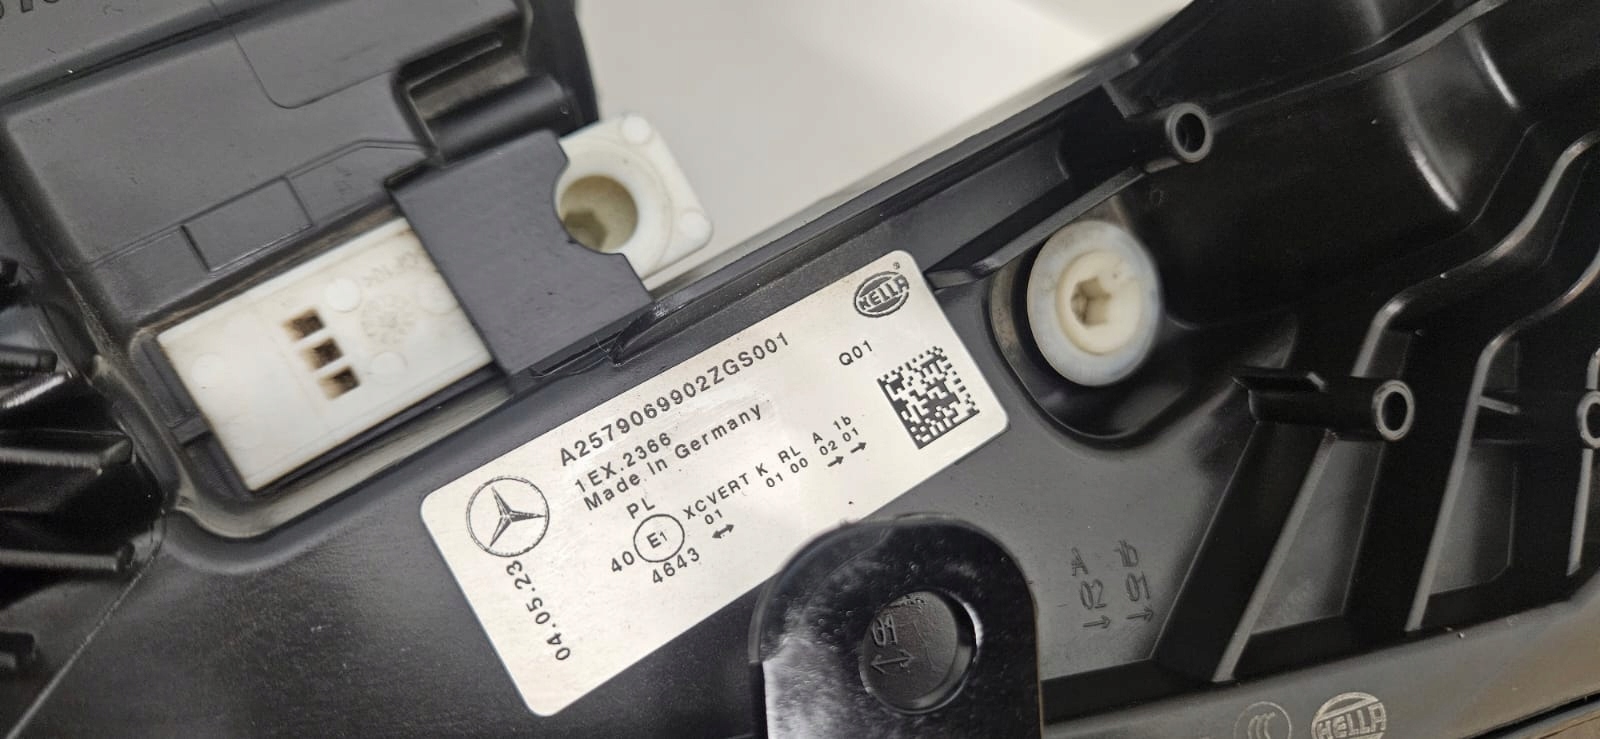 HELLA
A2579069902ZGS001
Q01
1EX.2366
Made In Germany
PL
40 E1 XCVERT K RL A 1b
01 01 00 02 01
4643 ↔ → →
04.05.23
A 1b
02 01
→ →
HELLA